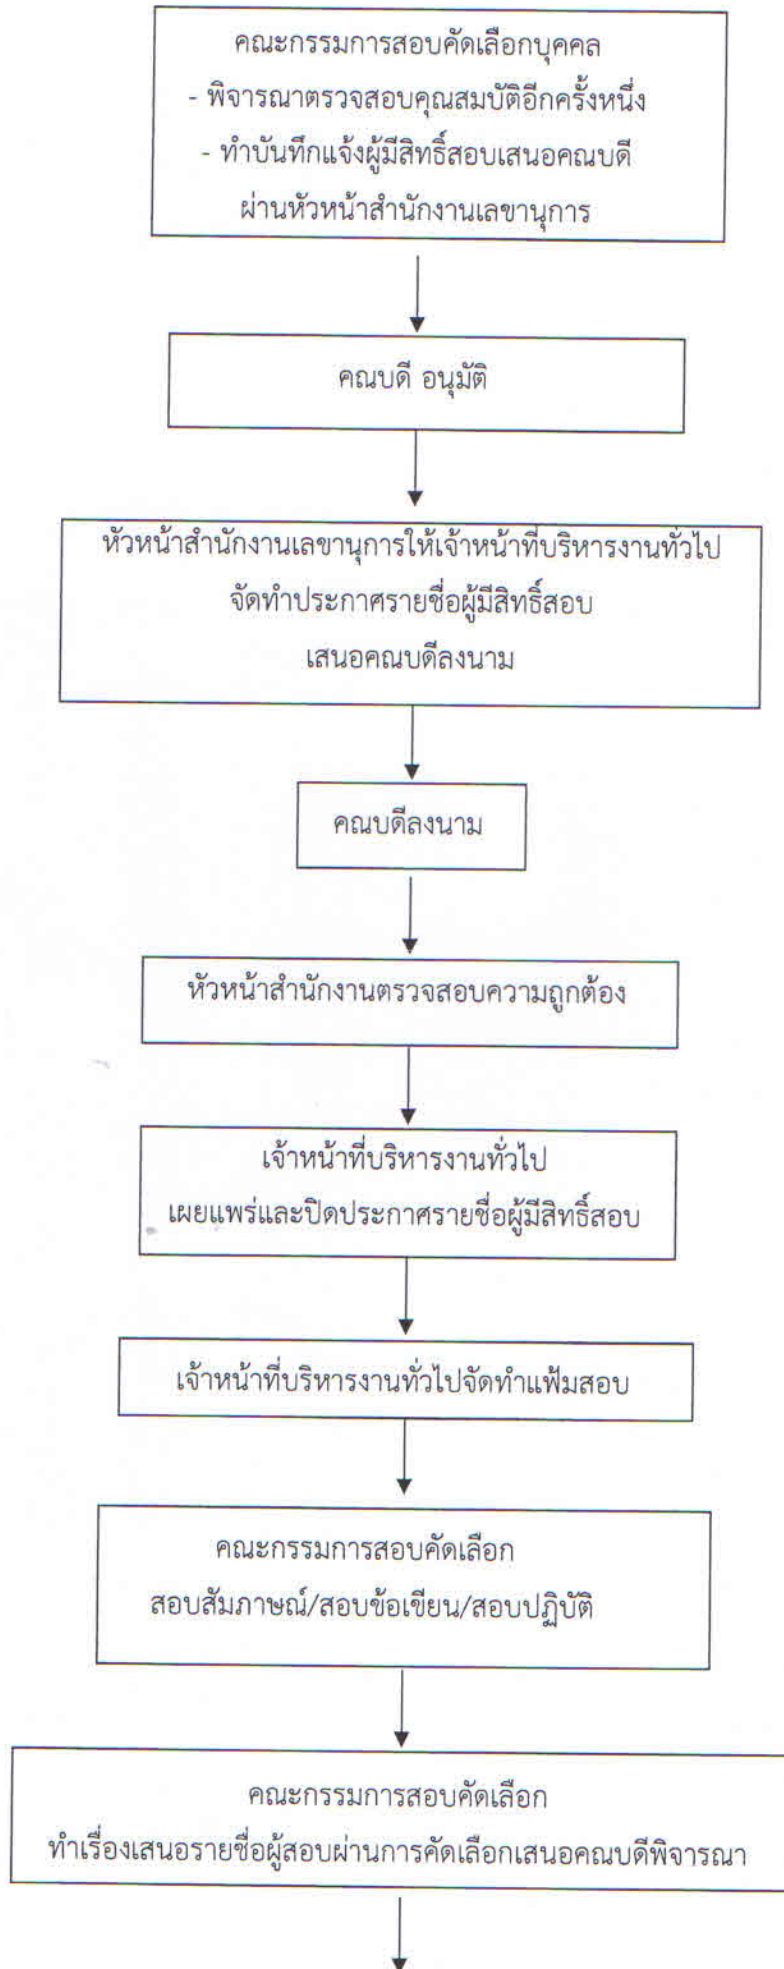 คณะกรรมการสอบคัดเลือกบุคคล
- พิจารณาตรวจสอบคุณสมบัติอีกครั้งหนึ่ง
- ทำบันทึกแจ้งผู้มีสิทธิ์สอบเสนอคณบดี
ผ่านหัวหน้าสำนักงานเลขานุการ
คณบดี อนุมัติ
หัวหน้าสำนักงานเลขานุการให้เจ้าหน้าที่บริหารงานทั่วไป
จัดทำประกาศรายชื่อผู้มีสิทธิ์สอบ
เสนอคณบดีลงนาม
คณบดีลงนาม
หัวหน้าสำนักงานตรวจสอบความถูกต้อง
เจ้าหน้าที่บริหารงานทั่วไป
เผยแพร่และปิดประกาศรายชื่อผู้มีสิทธิ์สอบ
เจ้าหน้าที่บริหารงานทั่วไปจัดทำแฟ้มสอบ
คณะกรรมการสอบคัดเลือก
สอบสัมภาษณ์/สอบข้อเขียน/สอบปฏิบัติ
คณะกรรมการสอบคัดเลือก
ทำเรื่องเสนอรายชื่อผู้สอบผ่านการคัดเลือกเสนอคณบดีพิจารณา